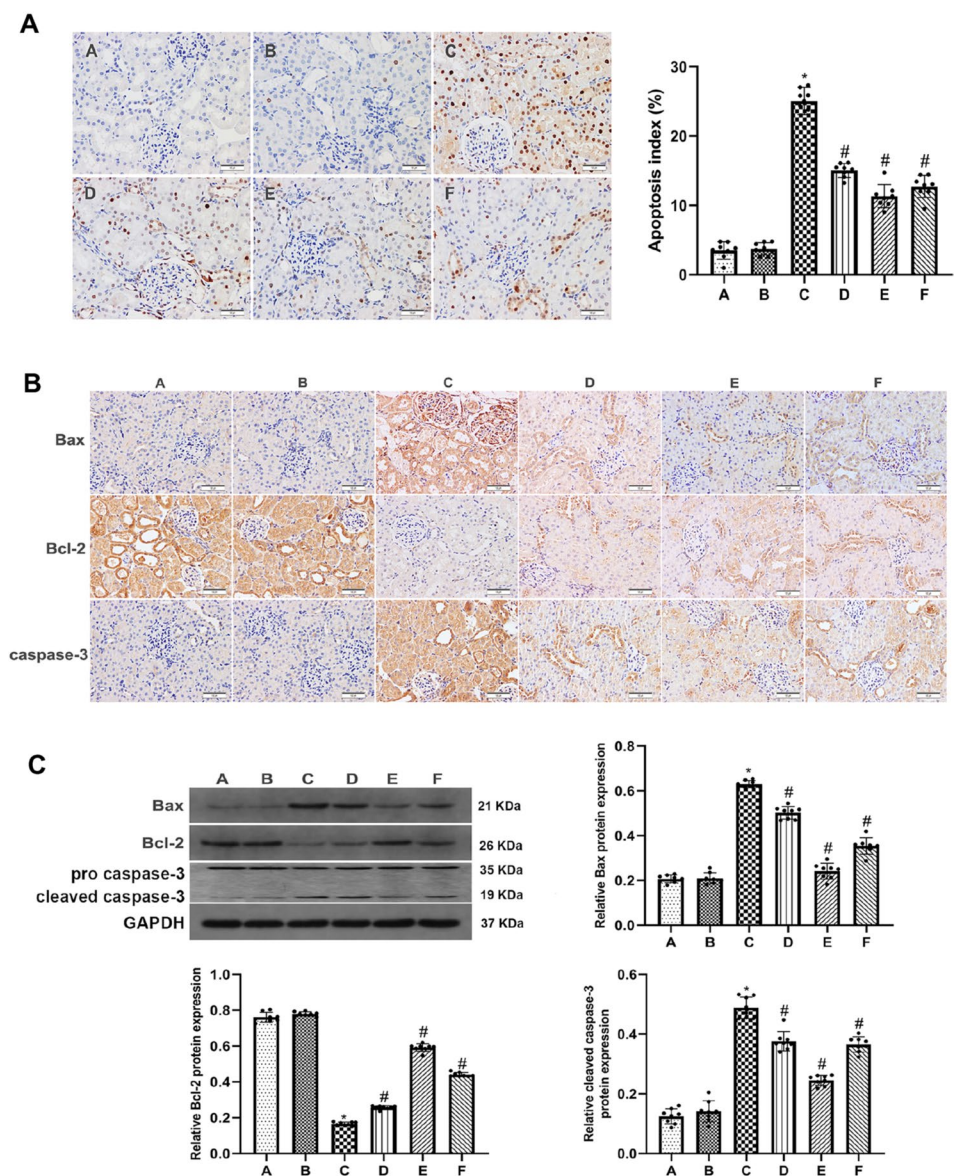 A
A
B
C
D
E
F
Apoptosis index (%)
30
20
10
0
*
#
#
#
A B C D E F
B
A B C D E F
Bax
Bcl-2
caspase-3
C
A B C D E F
Bax 21 KDa
Bcl-2 26 KDa
pro caspase-3 35 KDa
cleaved caspase-3 19 KDa
GAPDH 37 KDa
Relative Bax protein expression
0.8
0.6
0.4
0.2
0.0
*
#
#
#
A B C D E F
Relative Bcl-2 protein expression
1.0
0.8
0.6
0.4
0.2
0.0
*
#
#
#
A B C D E F
Relative cleaved caspase-3
protein expression
0.6
0.4
0.2
0.0
*
#
#
#
A B C D E F